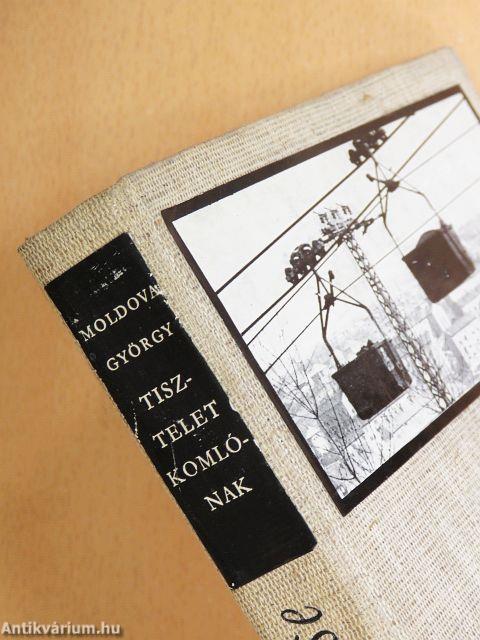 MOLDOVA
GYÖRGY
TISZ-
TELET
KOMLÓ-
NAK
Antikvárium.hu